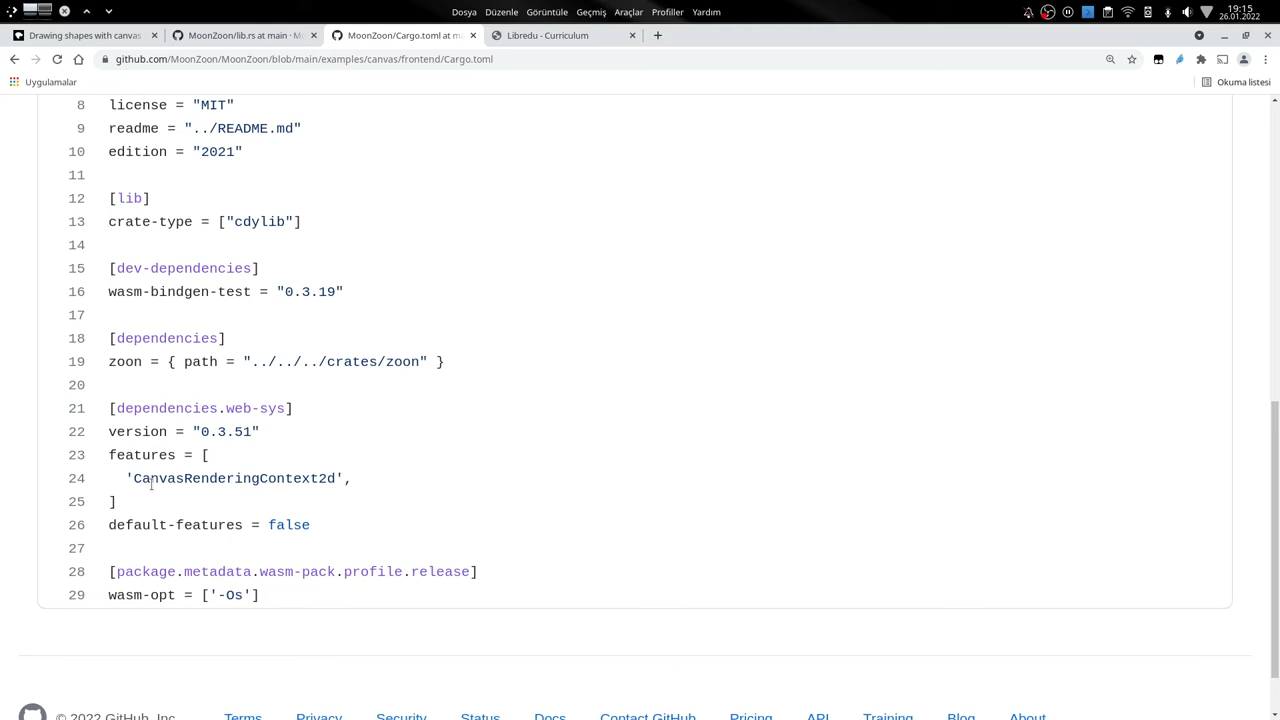 Dosya Düzenle Görüntüle Geçmiş Araçlar Profiller Yardım
19:15
26.01.2022
Drawing shapes with canvas
MoonZoon/lib.rs at main · Mo
MoonZoon/Cargo.toml at ma
Libredu - Curriculum
github.com/MoonZoon/MoonZoon/blob/main/examples/canvas/frontend/Cargo.toml
Uygulamalar
Okuma listesi
8 license = "MIT"
9 readme = "../README.md"
10 edition = "2021"
11
12 [lib]
13 crate-type = ["cdylib"]
14
15 [dev-dependencies]
16 wasm-bindgen-test = "0.3.19"
17
18 [dependencies]
19 zoon = { path = "../../../crates/zoon" }
20
21 [dependencies.web-sys]
22 version = "0.3.51"
23 features = [
24 'CanvasRenderingContext2d',
25 ]
26 default-features = false
27
28 [package.metadata.wasm-pack.profile.release]
29 wasm-opt = ['-Os']
© 2022 GitHub, Inc.
Terms Privacy Security Status Docs Contact GitHub Pricing API Training Blog About